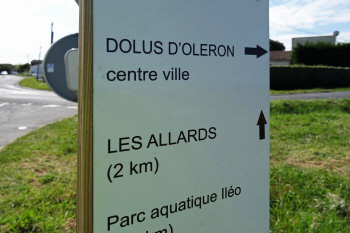 DOLUS D'OLERON
centre ville
LES ALLARDS
(2 km)
Parc aquatique Iléo